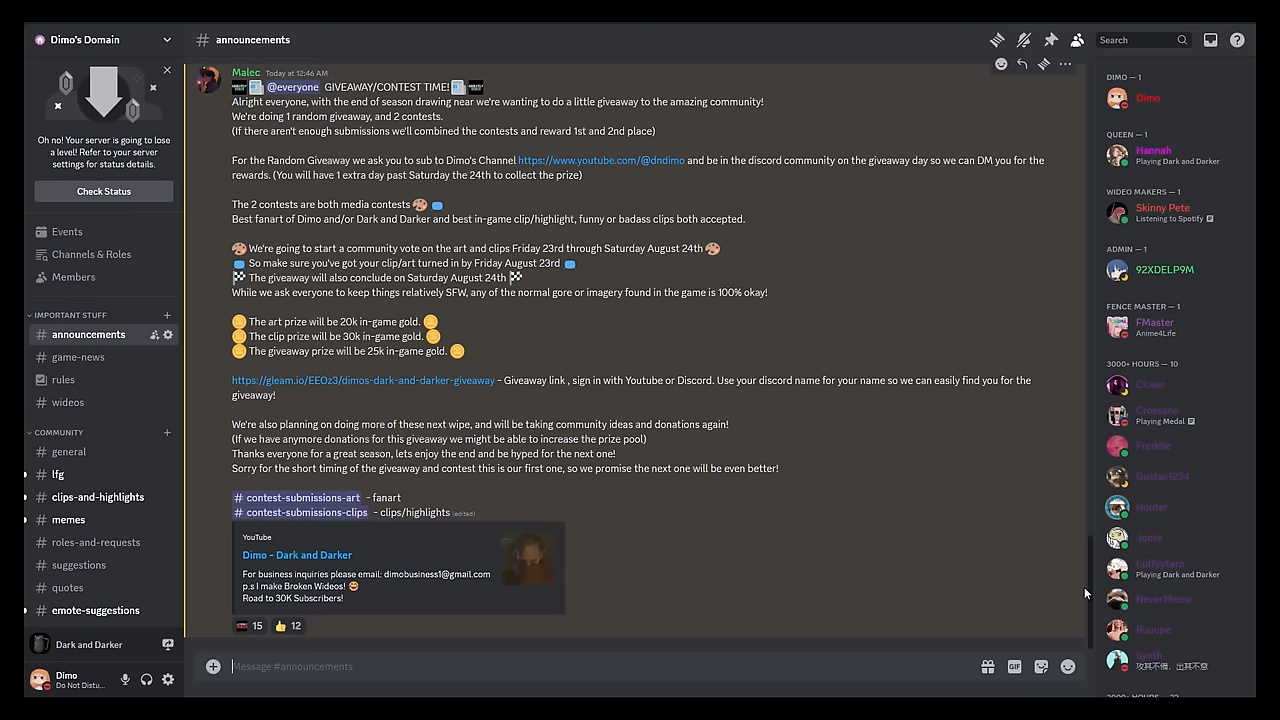 Dimo's Domain
# announcements
Search
Oh no! Your server is going to lose
a level! Refer to your server
settings for status details.
Check Status
Events
Channels & Roles
Members
IMPORTANT STUFF
# announcements
# game-news
rules
# videos
COMMUNITY
# general
# lfg
# clips-and-highlights
# memes
# roles-and-requests
# suggestions
# quotes
# emote-suggestions
Dark and Darker
Dimo
Do Not Distu...
Malec Today at 12:46 AM
@everyone GIVEAWAY/CONTEST TIME!
Alright everyone, with the end of season drawing near we're wanting to do a little giveaway to the amazing community!
We're doing 1 random giveaway, and 2 contests.
(If there aren't enough submissions we'll combined the contests and reward 1st and 2nd place)
For the Random Giveaway we ask you to sub to Dimo's Channel https://www.youtube.com/@dndimo and be in the discord community on the giveaway day so we can DM you for the
rewards. (You will have 1 extra day past Saturday the 24th to collect the prize)
The 2 contests are both media contests
Best fanart of Dimo and/or Dark and Darker and best in-game clip/highlight, funny or badass clips both accepted.
We're going to start a community vote on the art and clips Friday 23rd through Saturday August 24th
So make sure you've got your clip/art turned in by Friday August 23rd
The giveaway will also conclude on Saturday August 24th
While we ask everyone to keep things relatively SFW, any of the normal gore or imagery found in the game is 100% okay!
The art prize will be 20k in-game gold.
The clip prize will be 30k in-game gold.
The giveaway prize will be 25k in-game gold.
https://gleam.io/EEOz3/dimos-dark-and-darker-giveaway - Giveaway link , sign in with Youtube or Discord. Use your discord name for your name so we can easily find you for the
giveaway!
We're also planning on doing more of these next wipe, and will be taking community ideas and donations again!
(If we have anymore donations for this giveaway we might be able to increase the prize pool)
Thanks everyone for a great season, lets enjoy the end and be hyped for the next one!
Sorry for the short timing of the giveaway and contest this is our first one, so we promise the next one will be even better!
# contest-submissions-art - fanart
# contest-submissions-clips - clips/highlights (edited)
YouTube
Dimo - Dark and Darker
For business inquiries please email: dimobusiness1@gmail.com
p.s I make Broken Wideos!
Road to 30K Subscribers!
15 12
Message #announcements
GIF
DIMO — 1
Dimo
QUEEN — 1
Hannah
Playing Dark and Darker
WIDEO MAKERS — 1
Skinny Pete
Listening to Spotify
ADMIN — 1
92XDELP9M
FENCE MASTER — 1
FMaster
Anime4Life
3000+ HOURS — 10
Clover
Crossano
Playing Medal
Freddie
Gustav1234
Hunter
Jonte
Luffyytaro
Playing Dark and Darker
NeverMeow
Ruuupe
Synth
攻其不備，出其不意